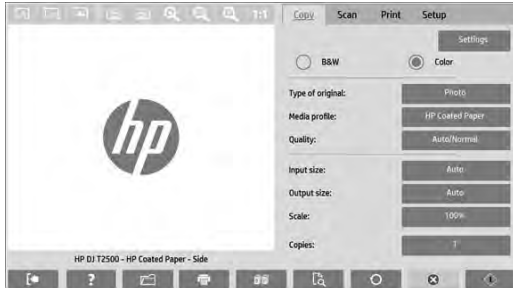 1:1
Copy Scan Print Setup
Settings
B&W Color
Type of original: Photo
Media profile: HP Coated Paper
Quality: Auto/Normal
Input size: Auto
Output size: Auto
Scale: 100%
Copies: 1
hp
HP DJ T2500 - HP Coated Paper - Side
?